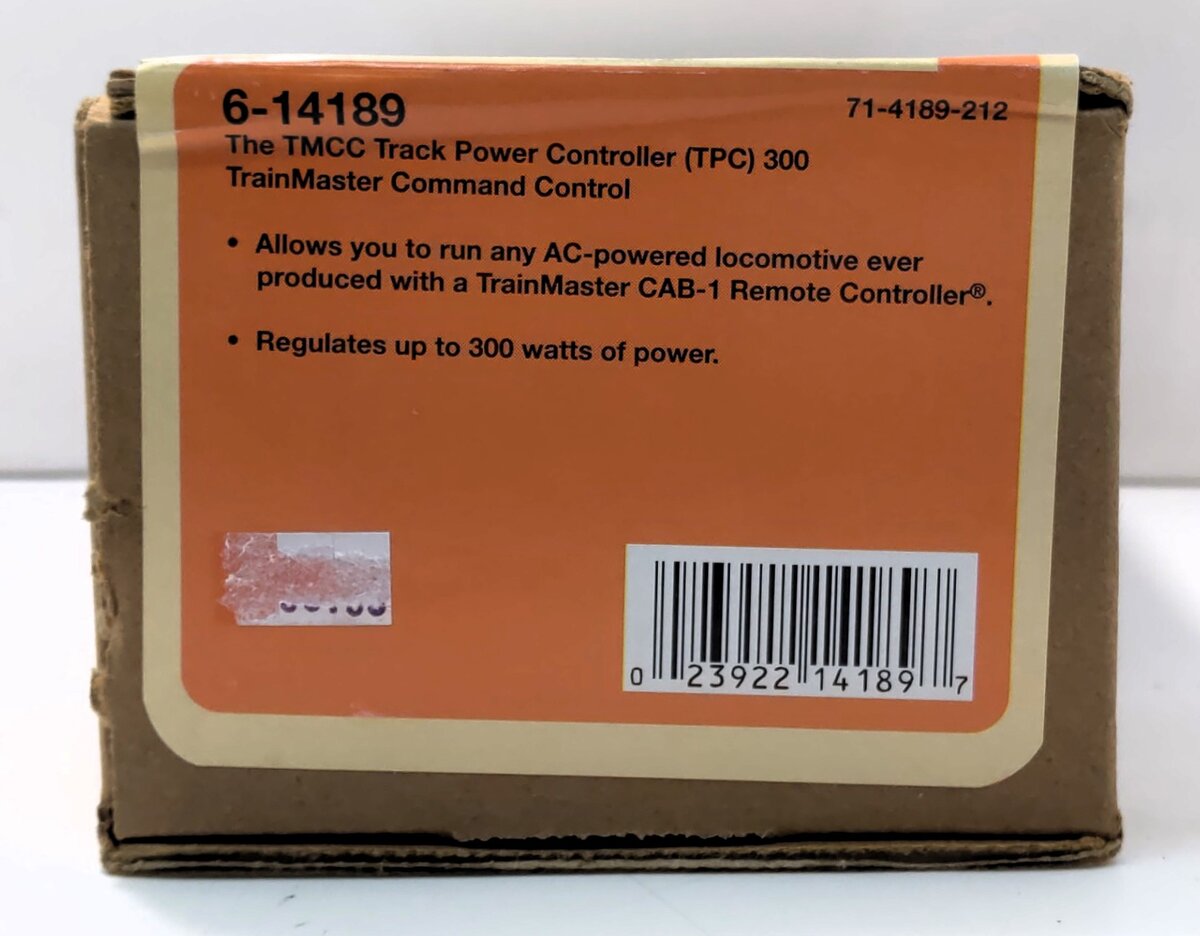 6-14189
71-4189-212
The TMCC Track Power Controller (TPC) 300
TrainMaster Command Control
• Allows you to run any AC-powered locomotive ever
produced with a TrainMaster CAB-1 Remote Controller®.
• Regulates up to 300 watts of power.
0 23922 14189 7